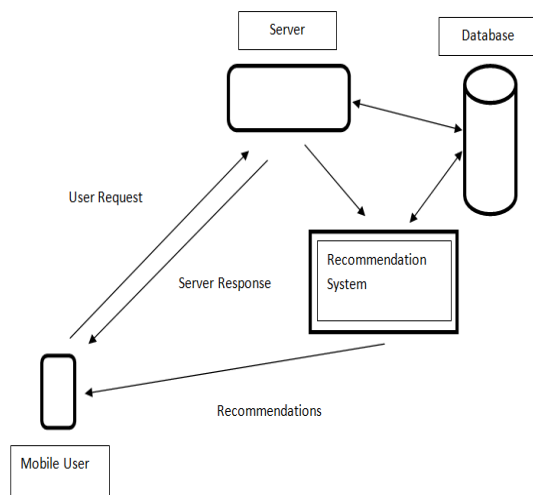 Server
Database
User Request
Recommendation
System
Server Response
Recommendations
Mobile User